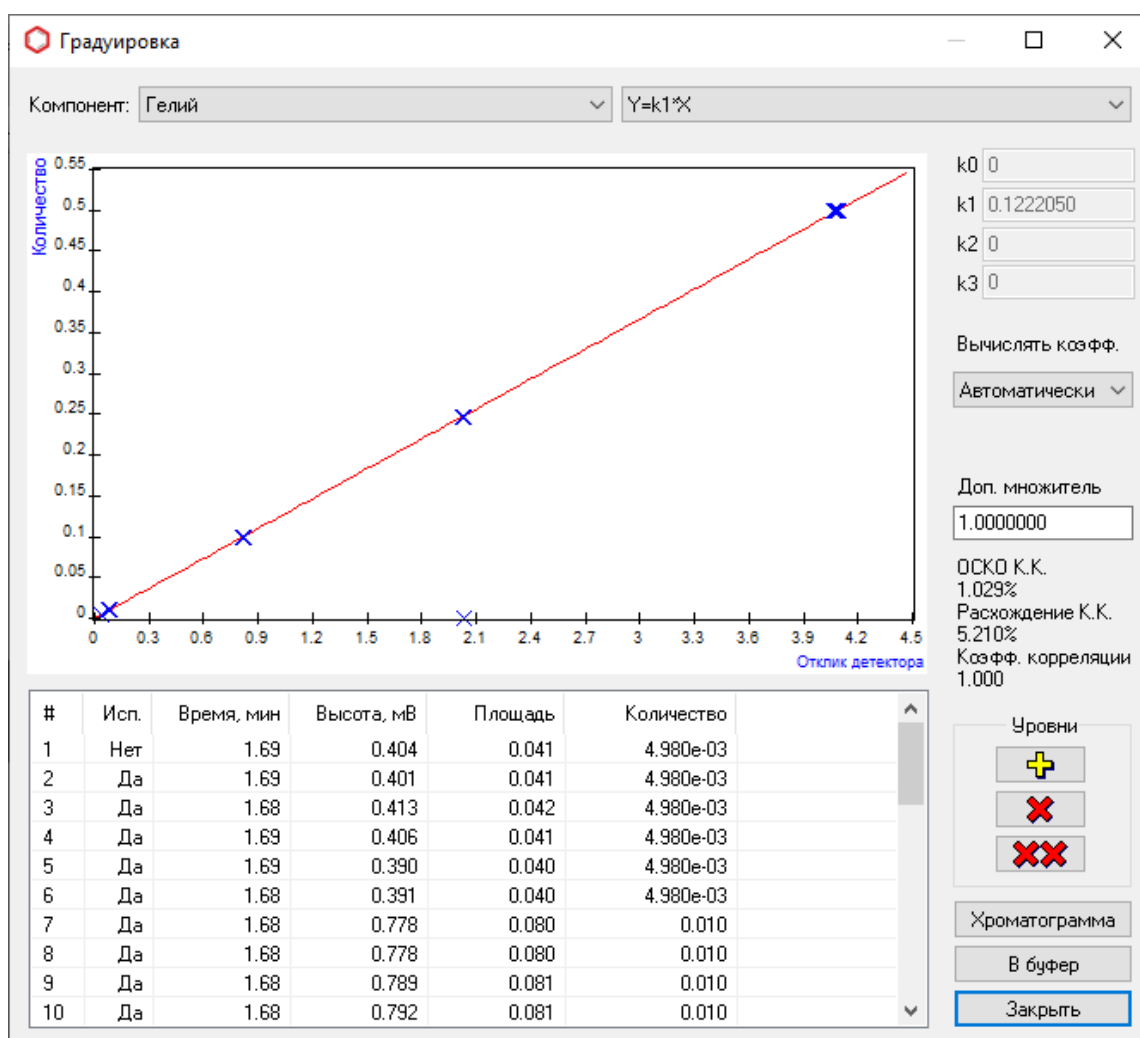 Градуировка
Компонент: Гелий Y=k1*X
Количество
0.55
0.5
0.45
0.4
0.35
0.3
0.25
0.2
0.15
0.1
0.05
0
0 0.3 0.6 0.9 1.2 1.5 1.8 2.1 2.4 2.7 3 3.3 3.6 3.9 4.2 4.5
Отклик детектора
k0 0
k1 0.1222050
k2 0
k3 0
Вычислять коэфф.
Автоматически
Доп. множитель
1.0000000
ОСКО К.К.
1.029%
Расхождение К.К.
5.210%
Коэфф. корреляции
1.000
# Исп. Время, мин Высота, мВ Площадь Количество
1 Нет 1.69 0.404 0.041 4.980e-03
2 Да 1.69 0.401 0.041 4.980e-03
3 Да 1.68 0.413 0.042 4.980e-03
4 Да 1.69 0.406 0.041 4.980e-03
5 Да 1.69 0.390 0.040 4.980e-03
6 Да 1.68 0.391 0.040 4.980e-03
7 Да 1.68 0.778 0.080 0.010
8 Да 1.68 0.778 0.080 0.010
9 Да 1.68 0.789 0.081 0.010
10 Да 1.68 0.792 0.081 0.010
Уровни
Хроматограмма
В буфер
Закрыть